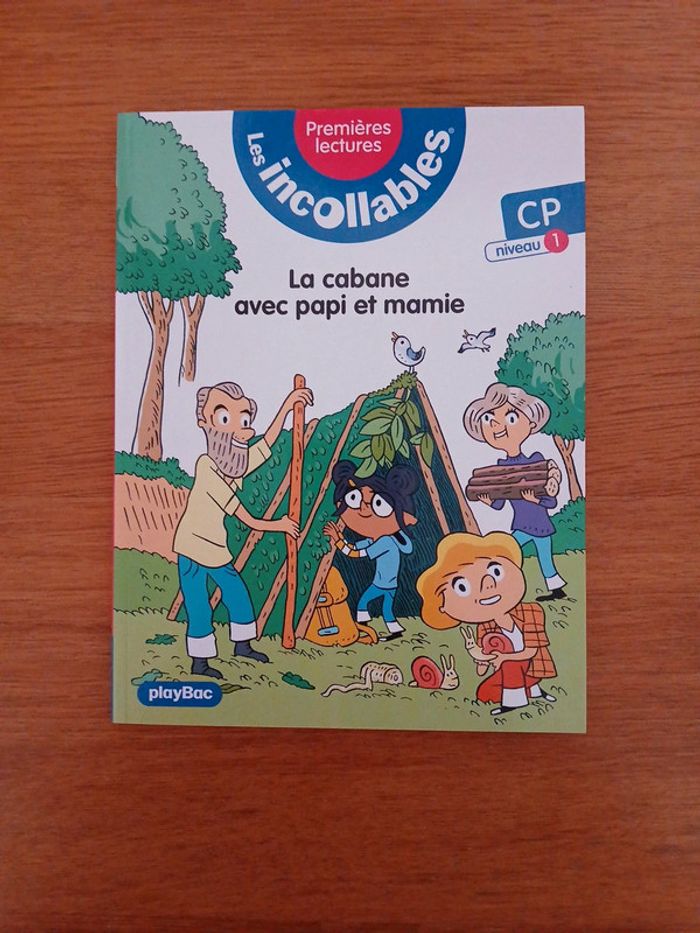 Premières
lectures
Les
incollables®
CP
niveau 1
La cabane
avec papi et mamie
playBac